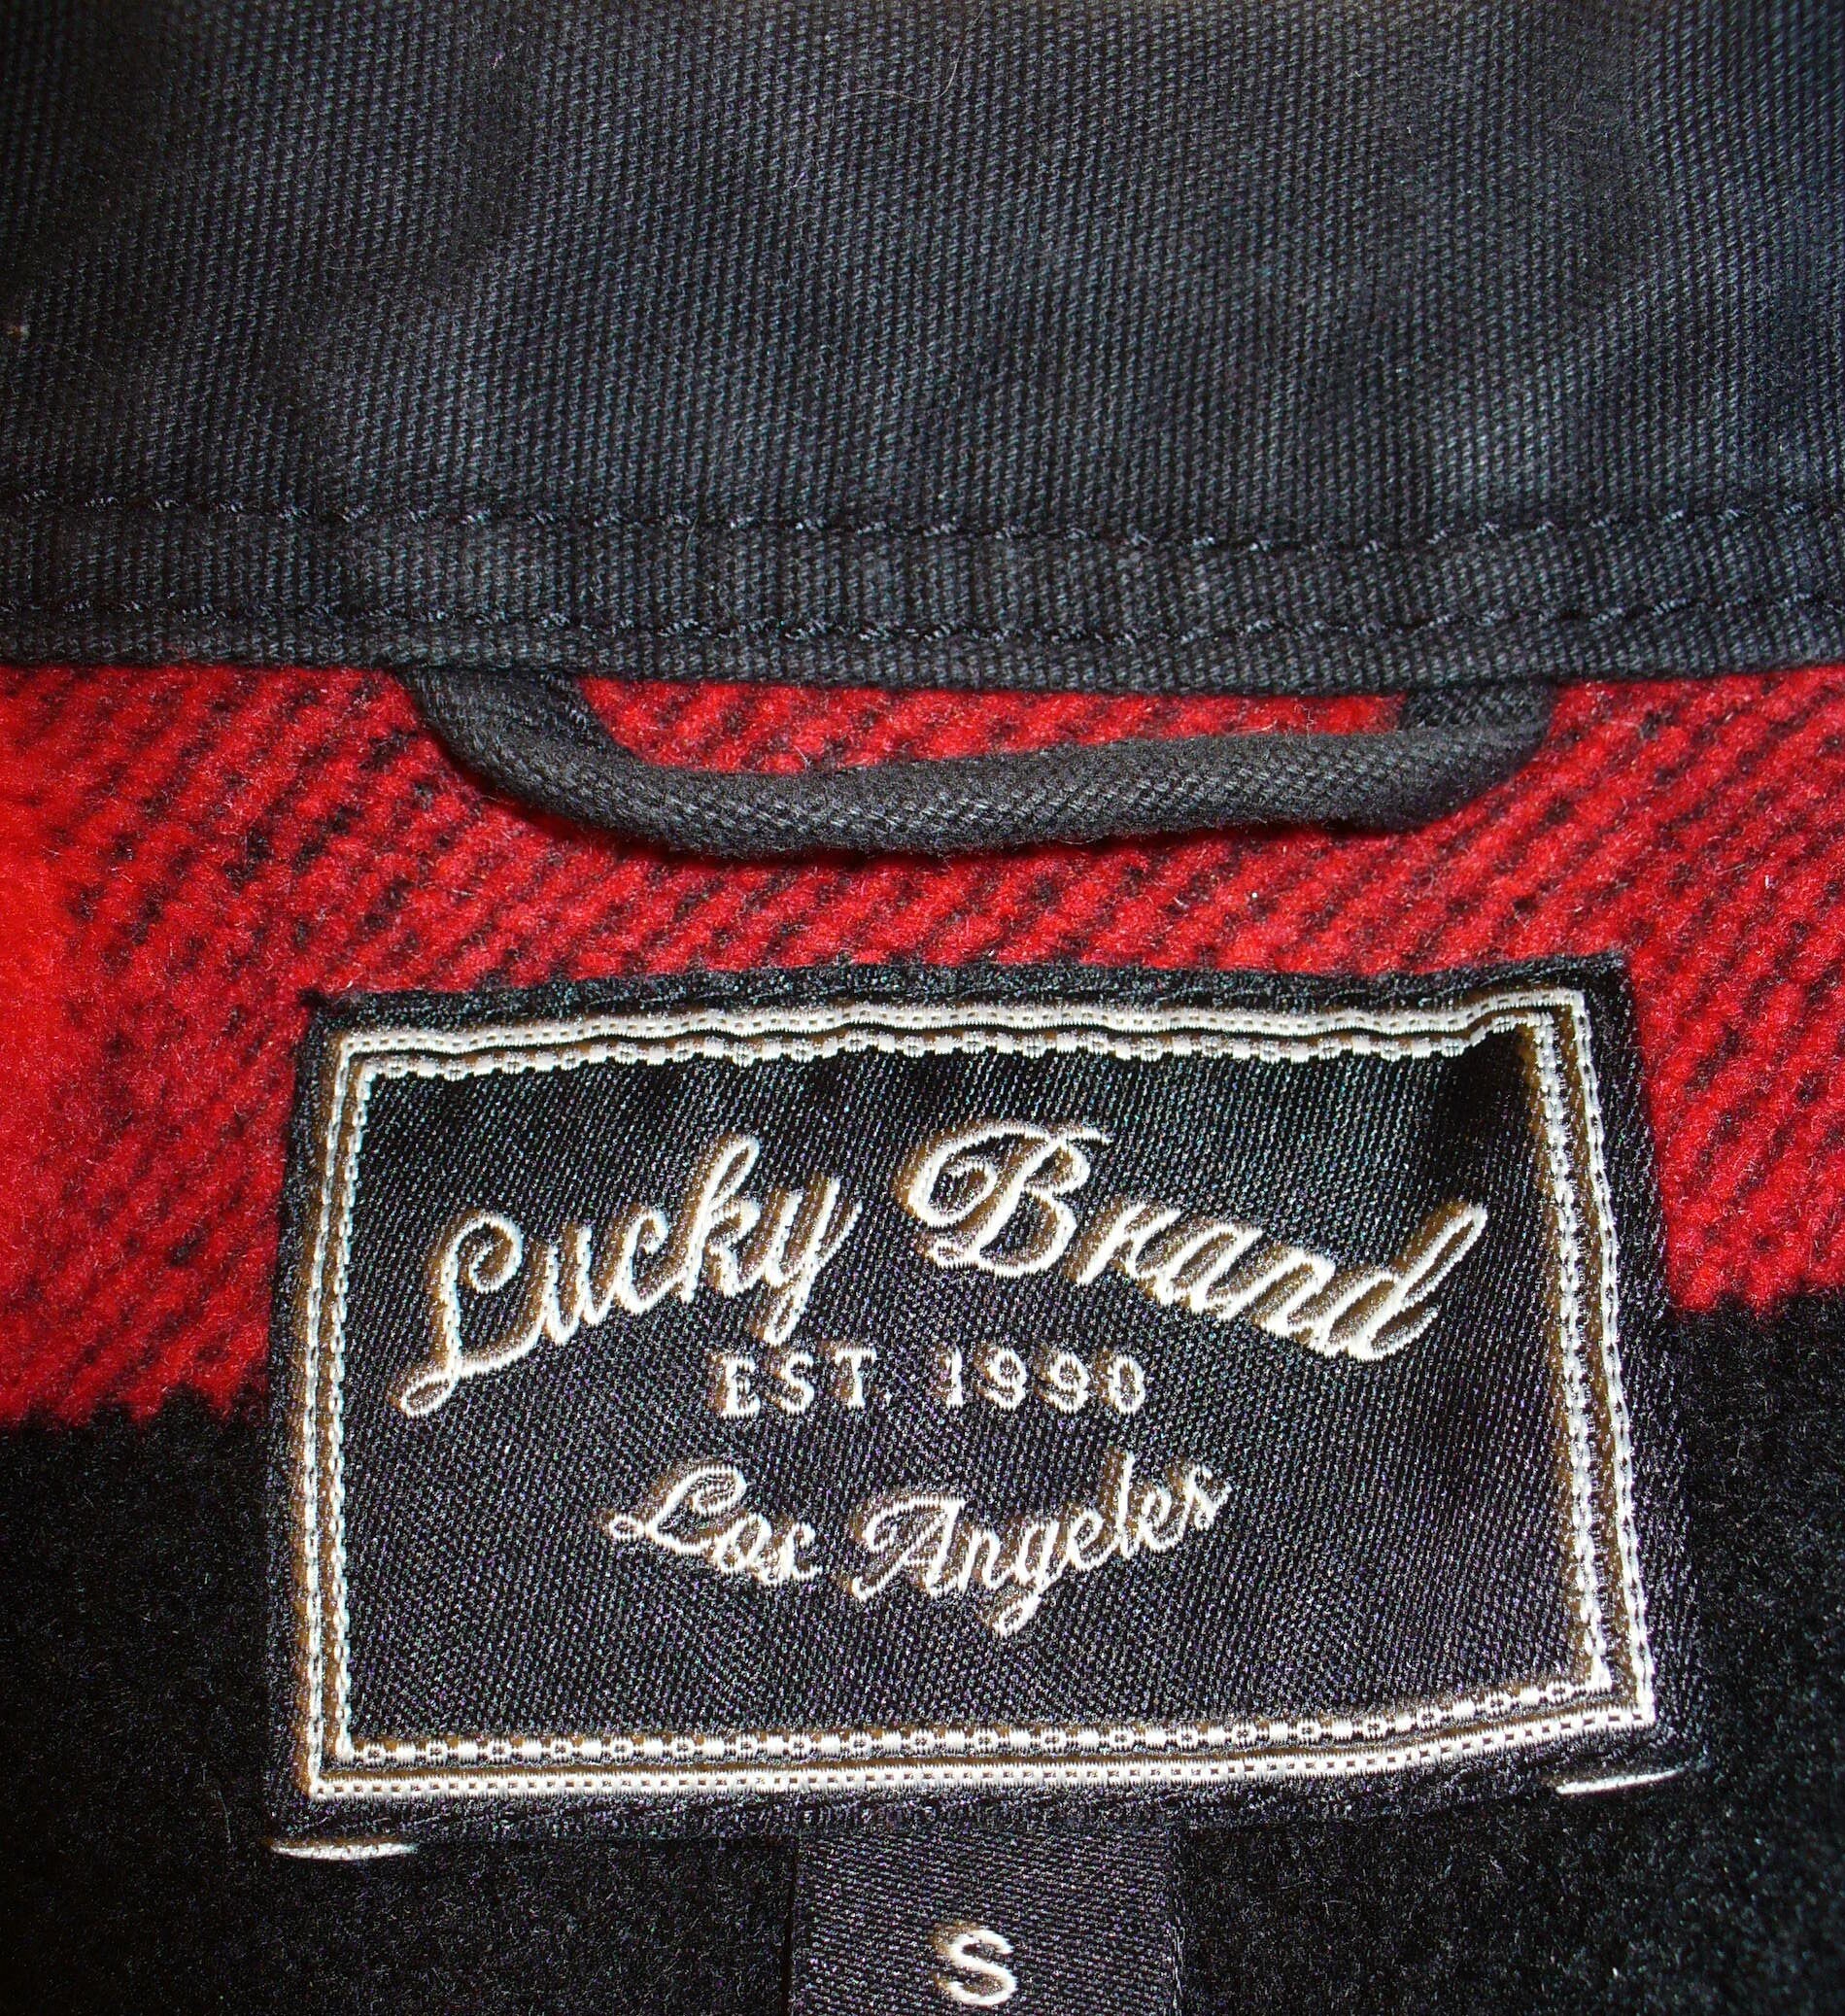 Lucky Brand
EST. 1990
Los Angeles
S